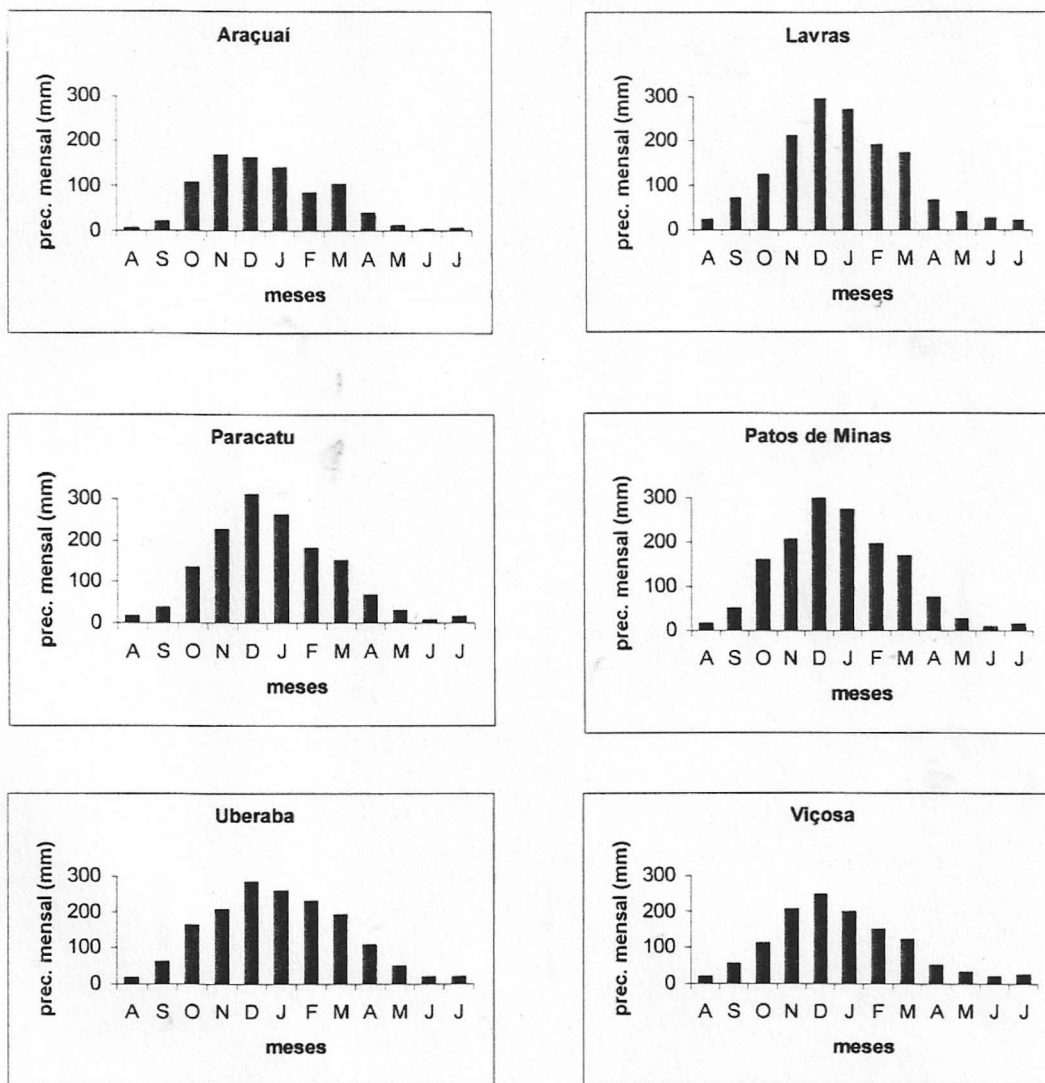 Araçuaí
prec. mensal (mm)
300
200
100
0
A S O N D J F M A M J J
meses
Lavras
prec. mensal (mm)
300
200
100
0
A S O N D J F M A M J J
meses
Paracatu
prec. mensal (mm)
300
200
100
0
A S O N D J F M A M J J
meses
Patos de Minas
prec. mensal (mm)
300
200
100
0
A S O N D J F M A M J J
meses
Uberaba
prec. mensal (mm)
300
200
100
0
A S O N D J F M A M J J
meses
Viçosa
prec. mensal (mm)
300
200
100
0
A S O N D J F M A M J J
meses